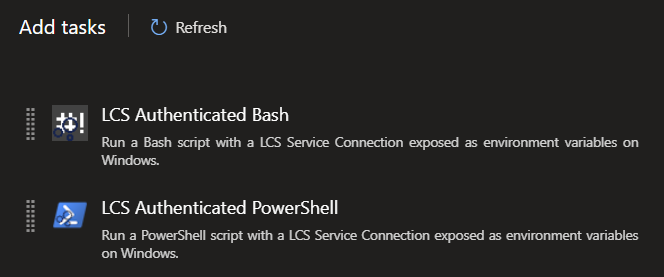 Add tasks
Refresh
LCS Authenticated Bash
Run a Bash script with a LCS Service Connection exposed as environment variables on
Windows.
LCS Authenticated PowerShell
Run a PowerShell script with a LCS Service Connection exposed as environment variables
on Windows.